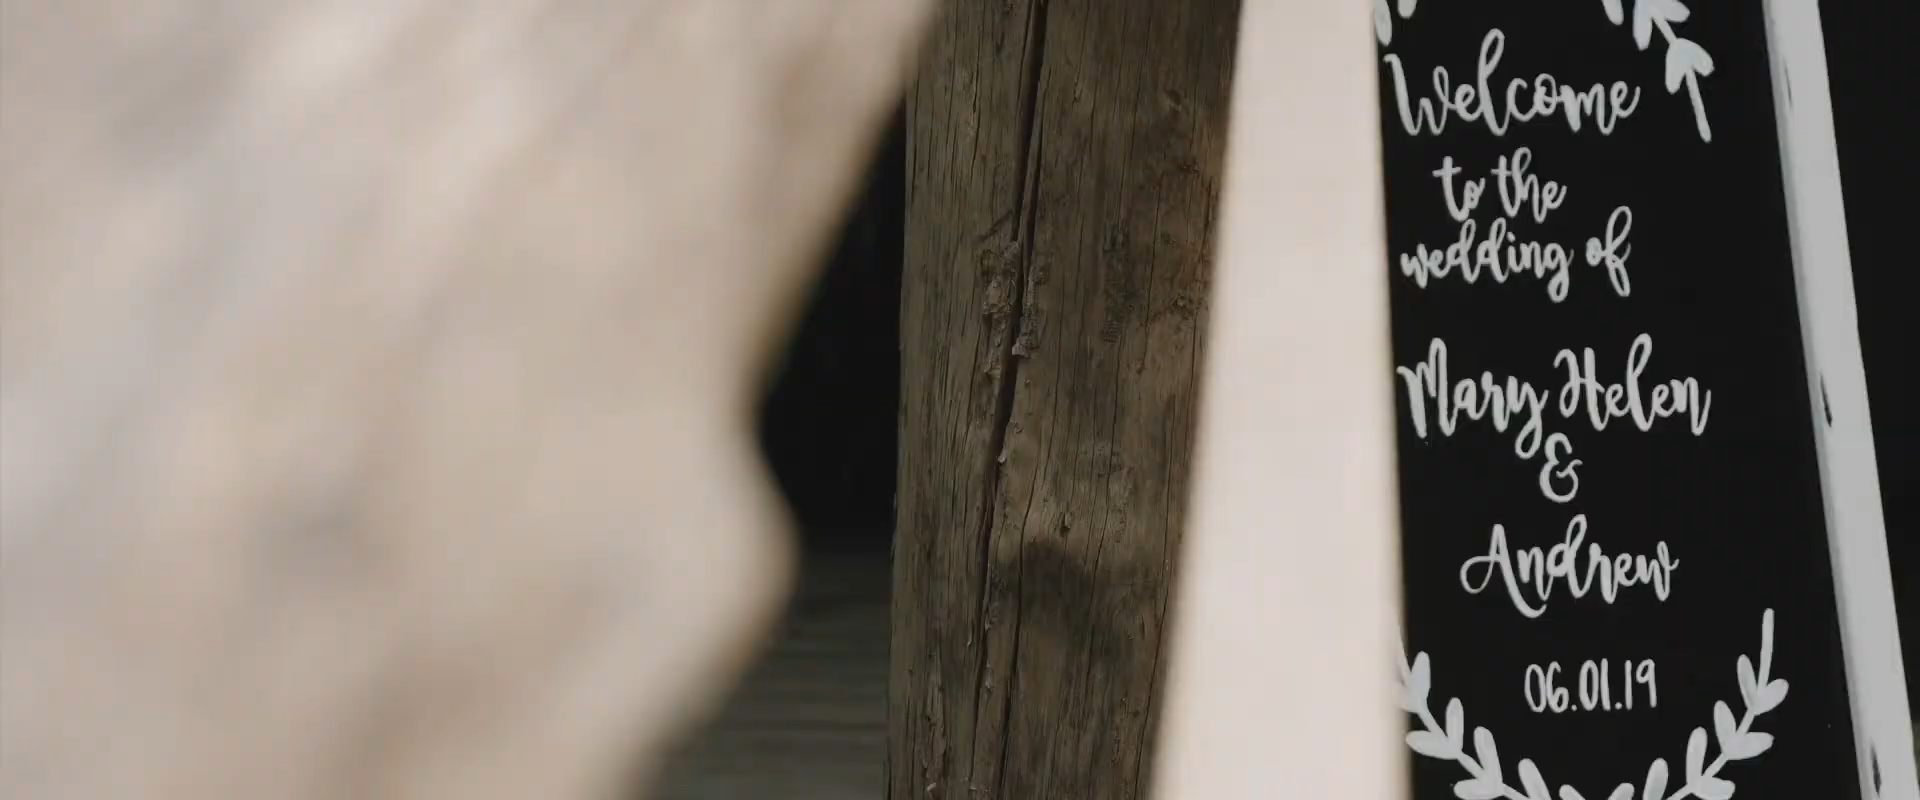 Welcome
to the
wedding of
Mary Helen
&
Andrew
06.01.19